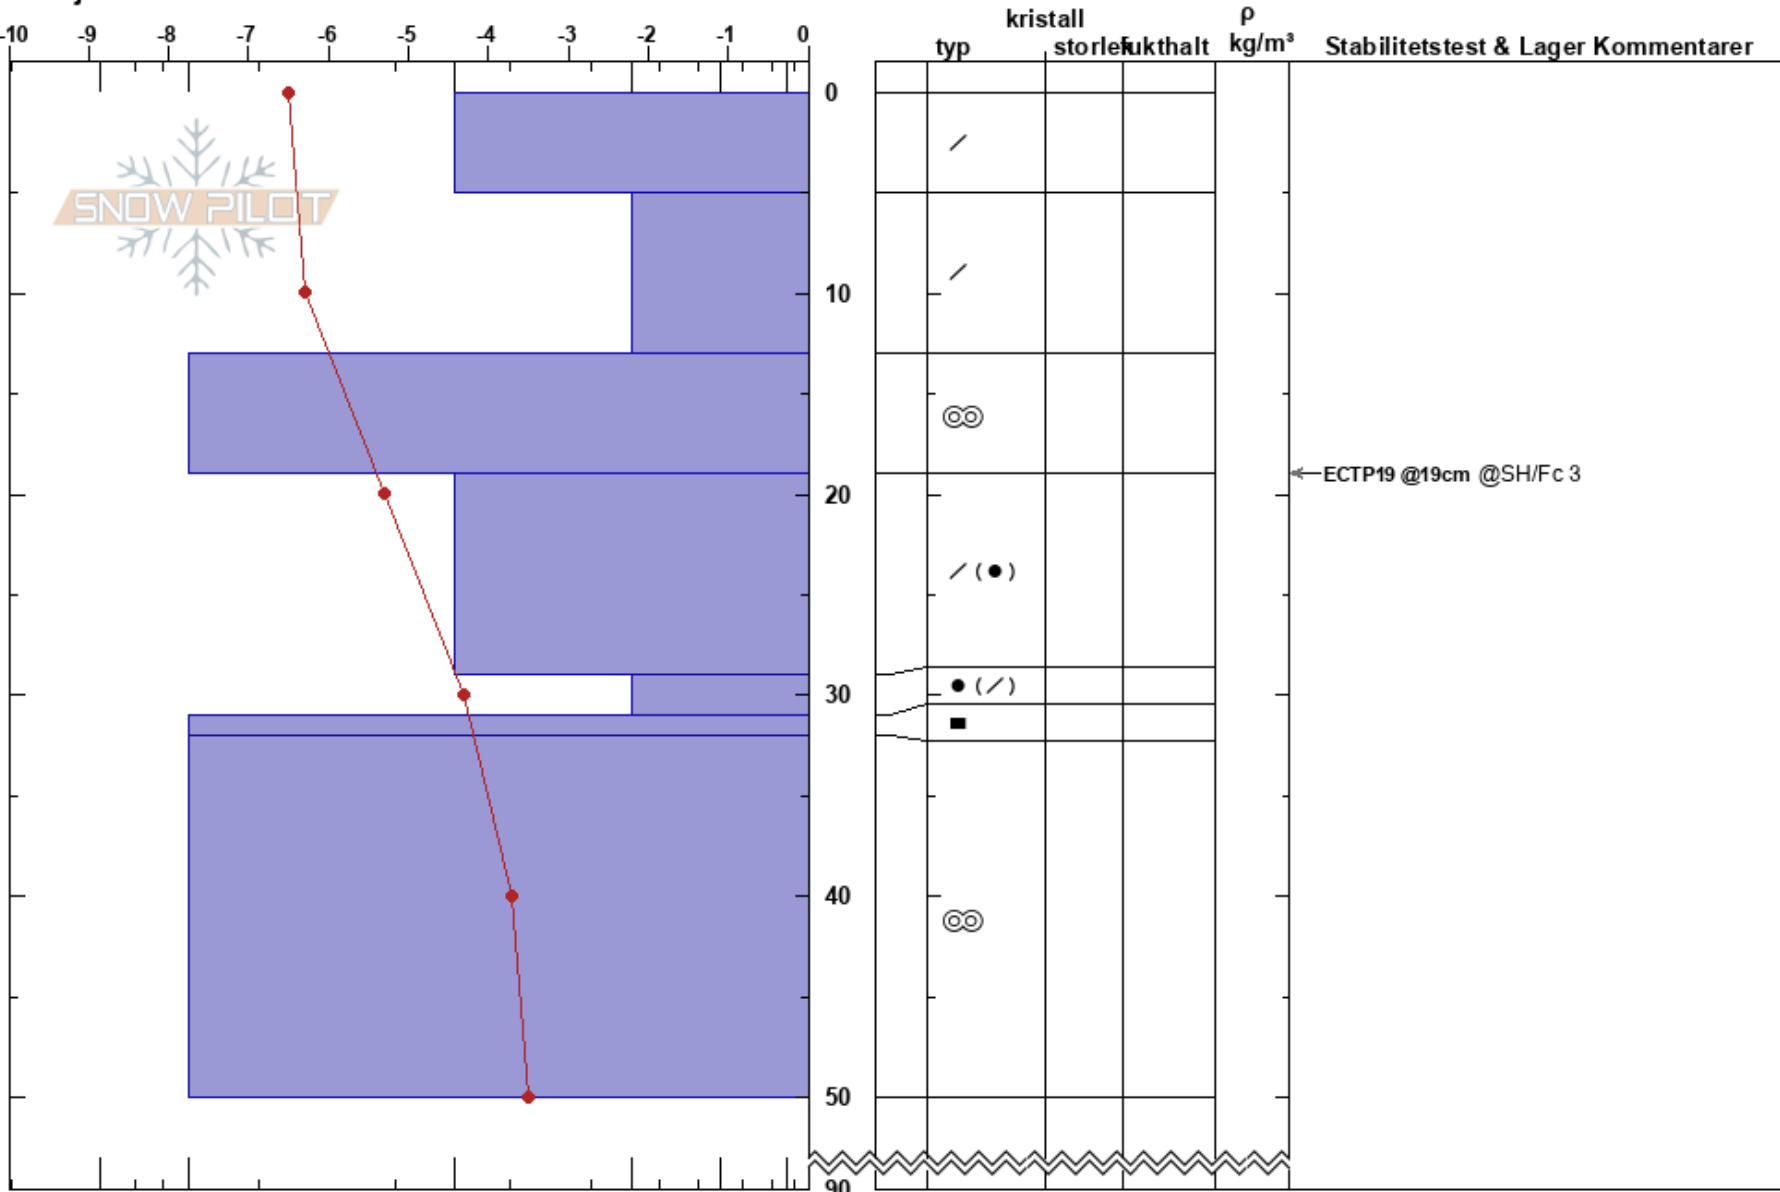 kristall ρ
-10 -9 -8 -7 -6 -5 -4 -3 -2 -1 0
typ storlek fukthalt kg/m³ Stabilitetstest & Lager Kommentarer
0
SNOW PILOT
10
ECTP19 @19cm @SH/Fc 3
20
30
40
50
90